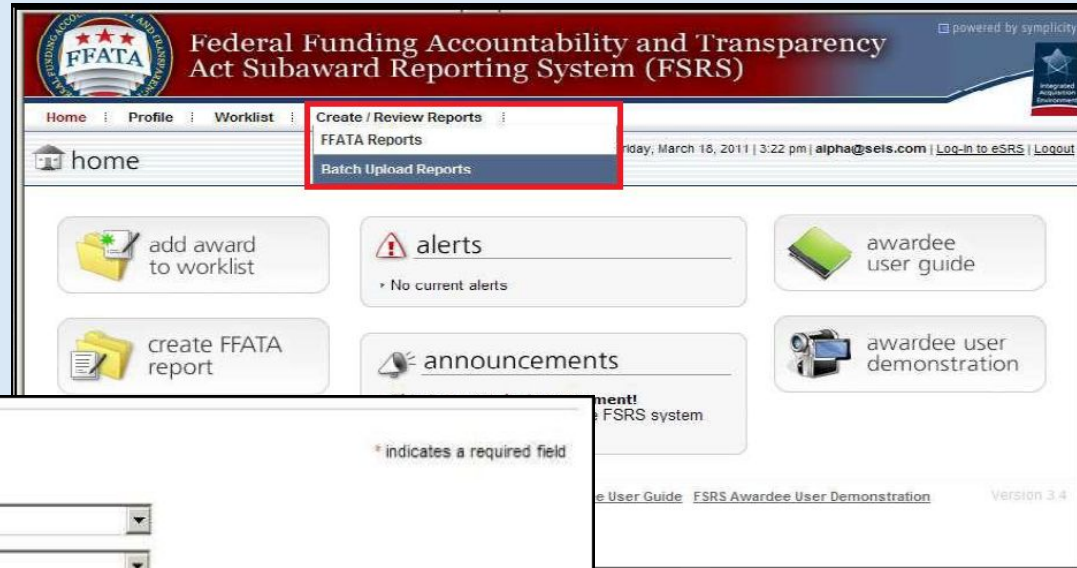 FFATA
Federal Funding Accountability and Transparency
Act Subaward Reporting System (FSRS)
powered by symplicity
Integrated
Acquisition
Environment
Home Profile Worklist Create / Review Reports
FFATA Reports
Batch Upload Reports
home
March 18, 2011 | 3:22 pm | alpha@seis.com | Log-In to eSRS | Logout
add award
to worklist
alerts
No current alerts
awardee
user guide
create FFATA
report
announcements
FSRS system
awardee user
demonstration
* indicates a required field
User Guide FSRS Awardee User Demonstration
Version 3.4